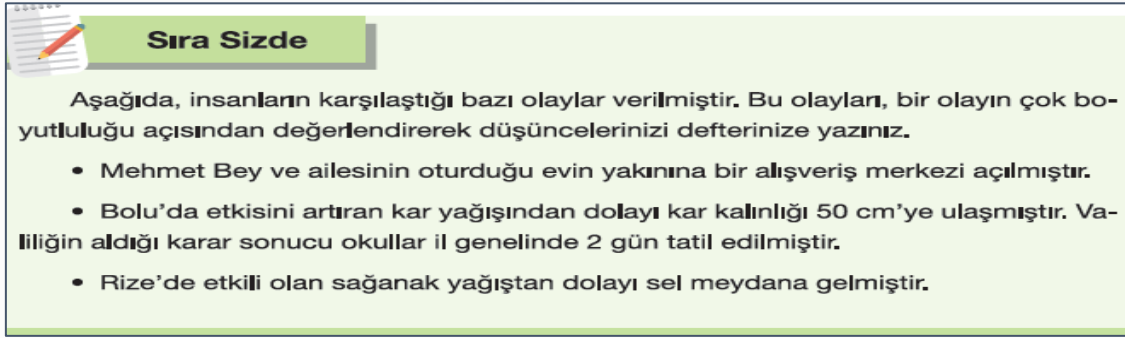 Sıra Sizde
Aşağıda, insanların karşılaştığı bazı olaylar verilmiştir. Bu olayları, bir olayın çok bo-
yutluluğu açısından değerlendirerek düşüncelerinizi defterinize yazınız.
• Mehmet Bey ve ailesinin oturduğu evin yakınına bir alışveriş merkezi açılmıştır.
• Bolu’da etkisini artıran kar yağışından dolayı kar kalınlığı 50 cm’ye ulaşmıştır. Va-
liliğin aldığı karar sonucu okullar il genelinde 2 gün tatil edilmiştir.
• Rize’de etkili olan sağanak yağıştan dolayı sel meydana gelmiştir.